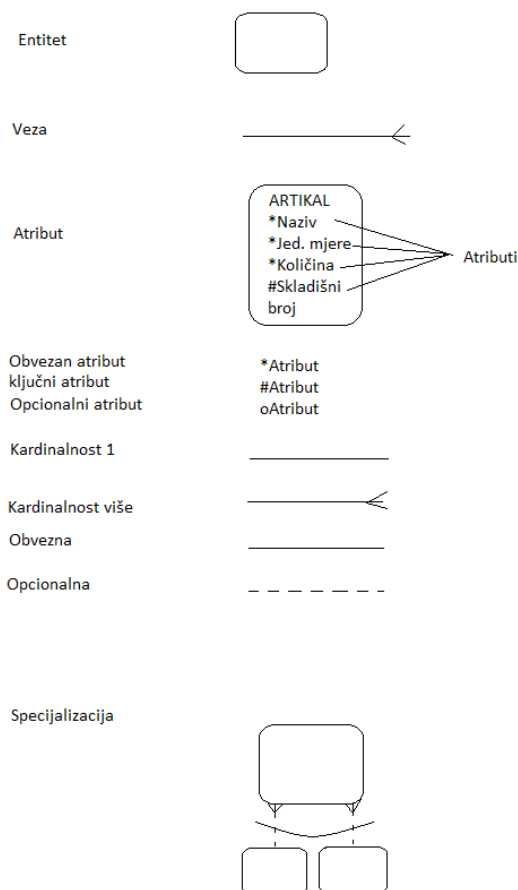 Entitet
Veza
Atribut
ARTIKAL
*Naziv
*Jed. mjere
*Količina
#Skladišni
broj
Atributi
Obvezan atribut
*Atribut
ključni atribut
#Atribut
Opcionalni atribut
oAtribut
Kardinalnost 1
Kardinalnost više
Obvezna
Opcionalna
Specijalizacija